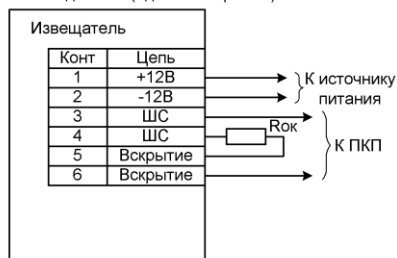 Извещатель
Конт Цепь
1 +12В
2 -12В
3 ШС
4 ШС
5 Вскрытие
6 Вскрытие
К источнику
питания
Rок
К ПКП